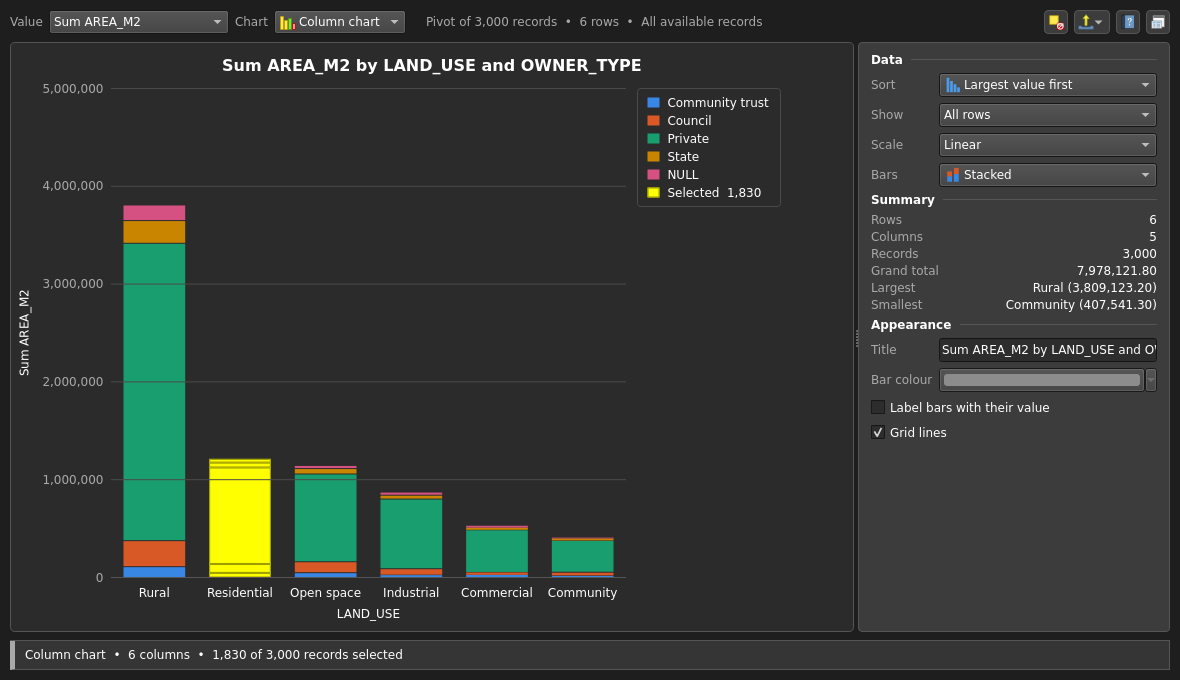 Value Sum AREA_M2 Chart Column chart Pivot of 3,000 records • 6 rows • All available records
Sum AREA_M2 by LAND_USE and OWNER_TYPE
5,000,000
4,000,000
3,000,000
2,000,000
1,000,000
0
Sum AREA_M2
Rural Residential Open space Industrial Commercial Community
LAND_USE
Community trust
Council
Private
State
NULL
Selected 1,830
Data
Sort Largest value first
Show All rows
Scale Linear
Bars Stacked
Summary
Rows 6
Columns 5
Records 3,000
Grand total 7,978,121.80
Largest Rural (3,809,123.20)
Smallest Community (407,541.30)
Appearance
Title Sum AREA_M2 by LAND_USE and O
Bar colour
Label bars with their value
Grid lines
Column chart • 6 columns • 1,830 of 3,000 records selected